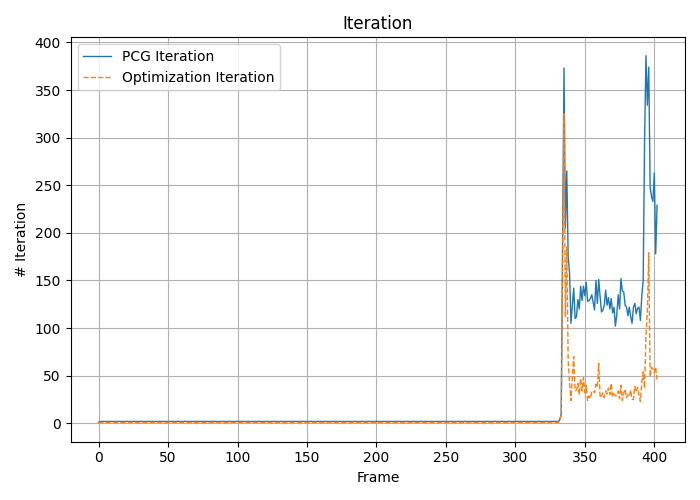 Iteration
400
350
300
250
200
150
100
50
0
# Iteration
PCG Iteration
Optimization Iteration
0 50 100 150 200 250 300 350 400
Frame